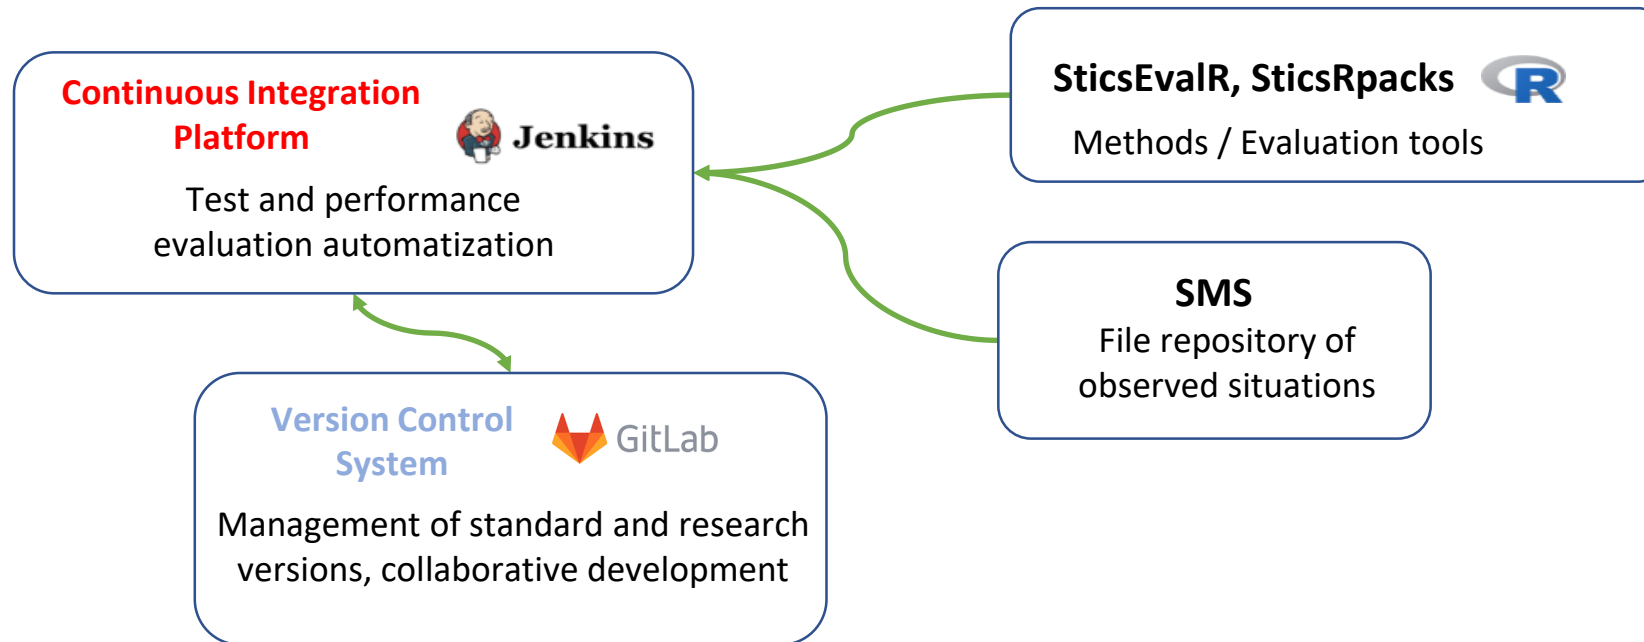 Continuous Integration
Platform
Jenkins
Test and performance
evaluation automatization
SticsEvalR, SticsRpacks
R
Methods / Evaluation tools
SMS
File repository of
observed situations
Version Control
System
GitLab
Management of standard and research
versions, collaborative development